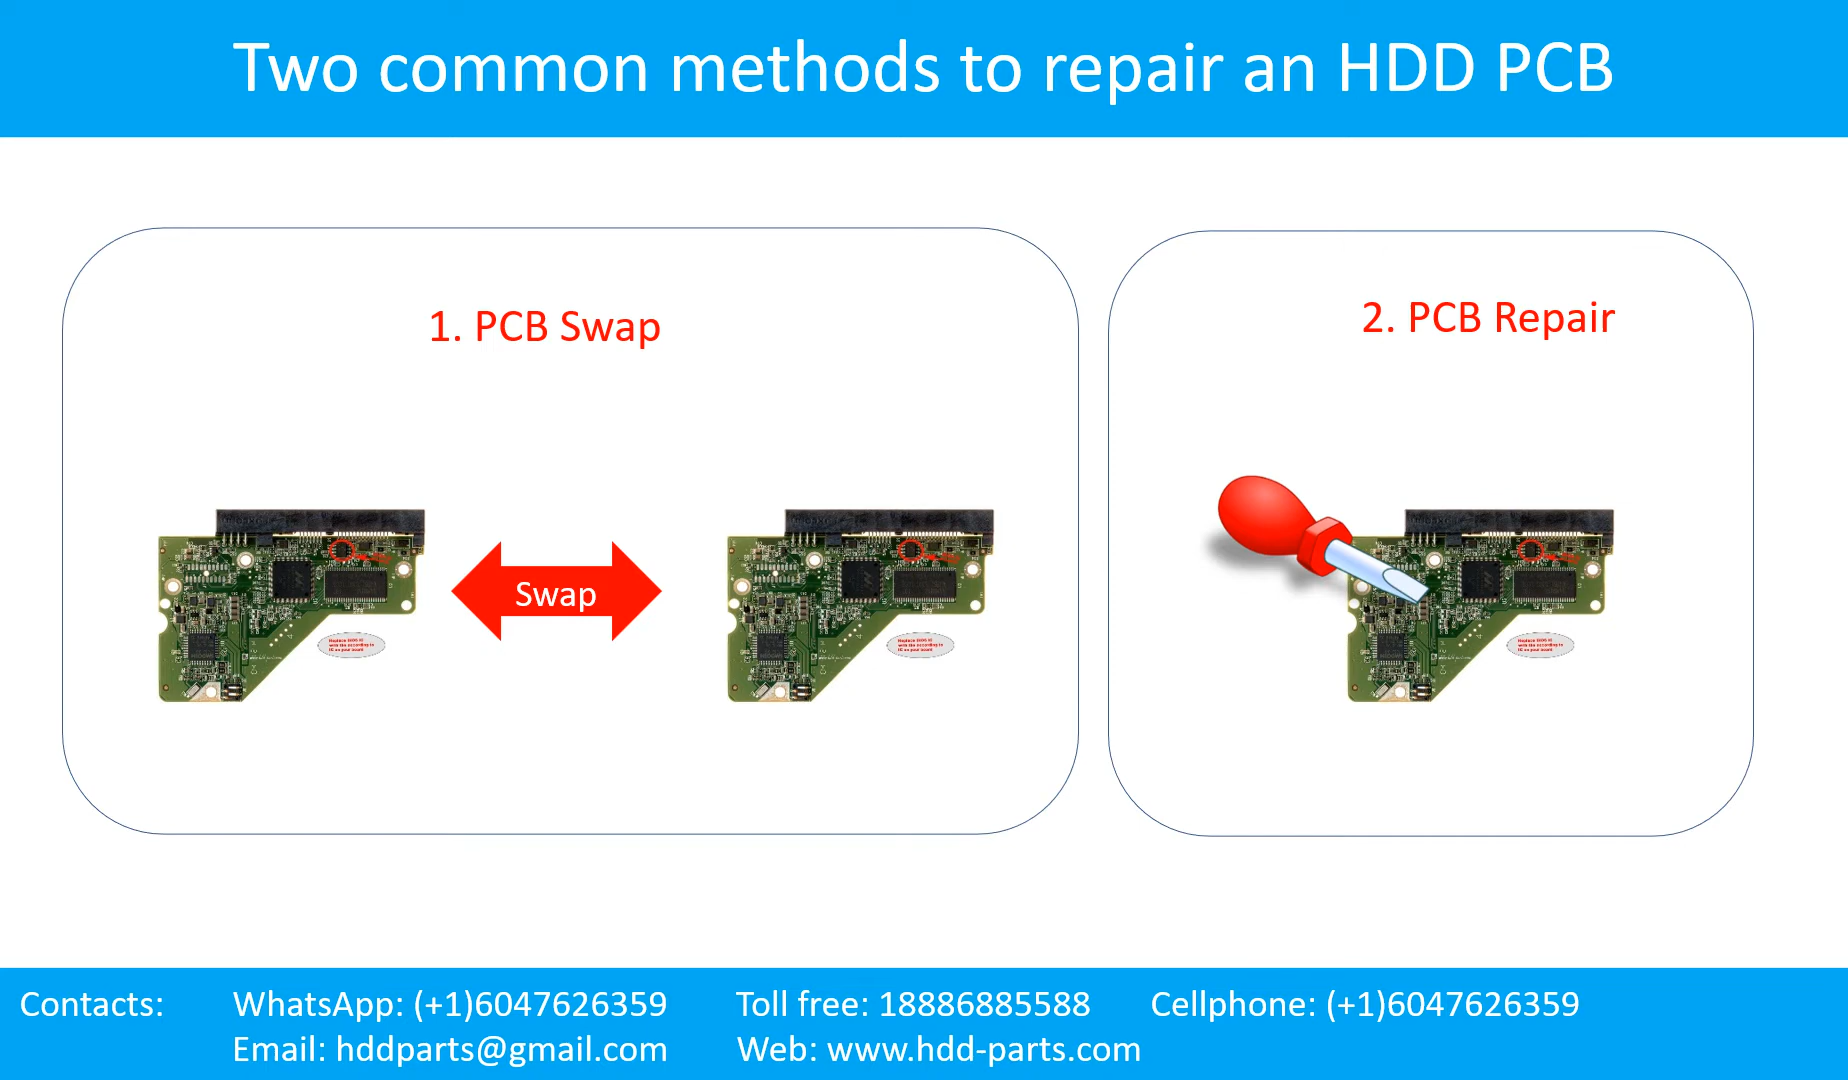 Two common methods to repair an HDD PCB
1. PCB Swap
2. PCB Repair
Swap
Contacts: WhatsApp: (+1)6047626359 Toll free: 18886885588 Cellphone: (+1)6047626359
Email: hddparts@gmail.com Web: www.hdd-parts.com